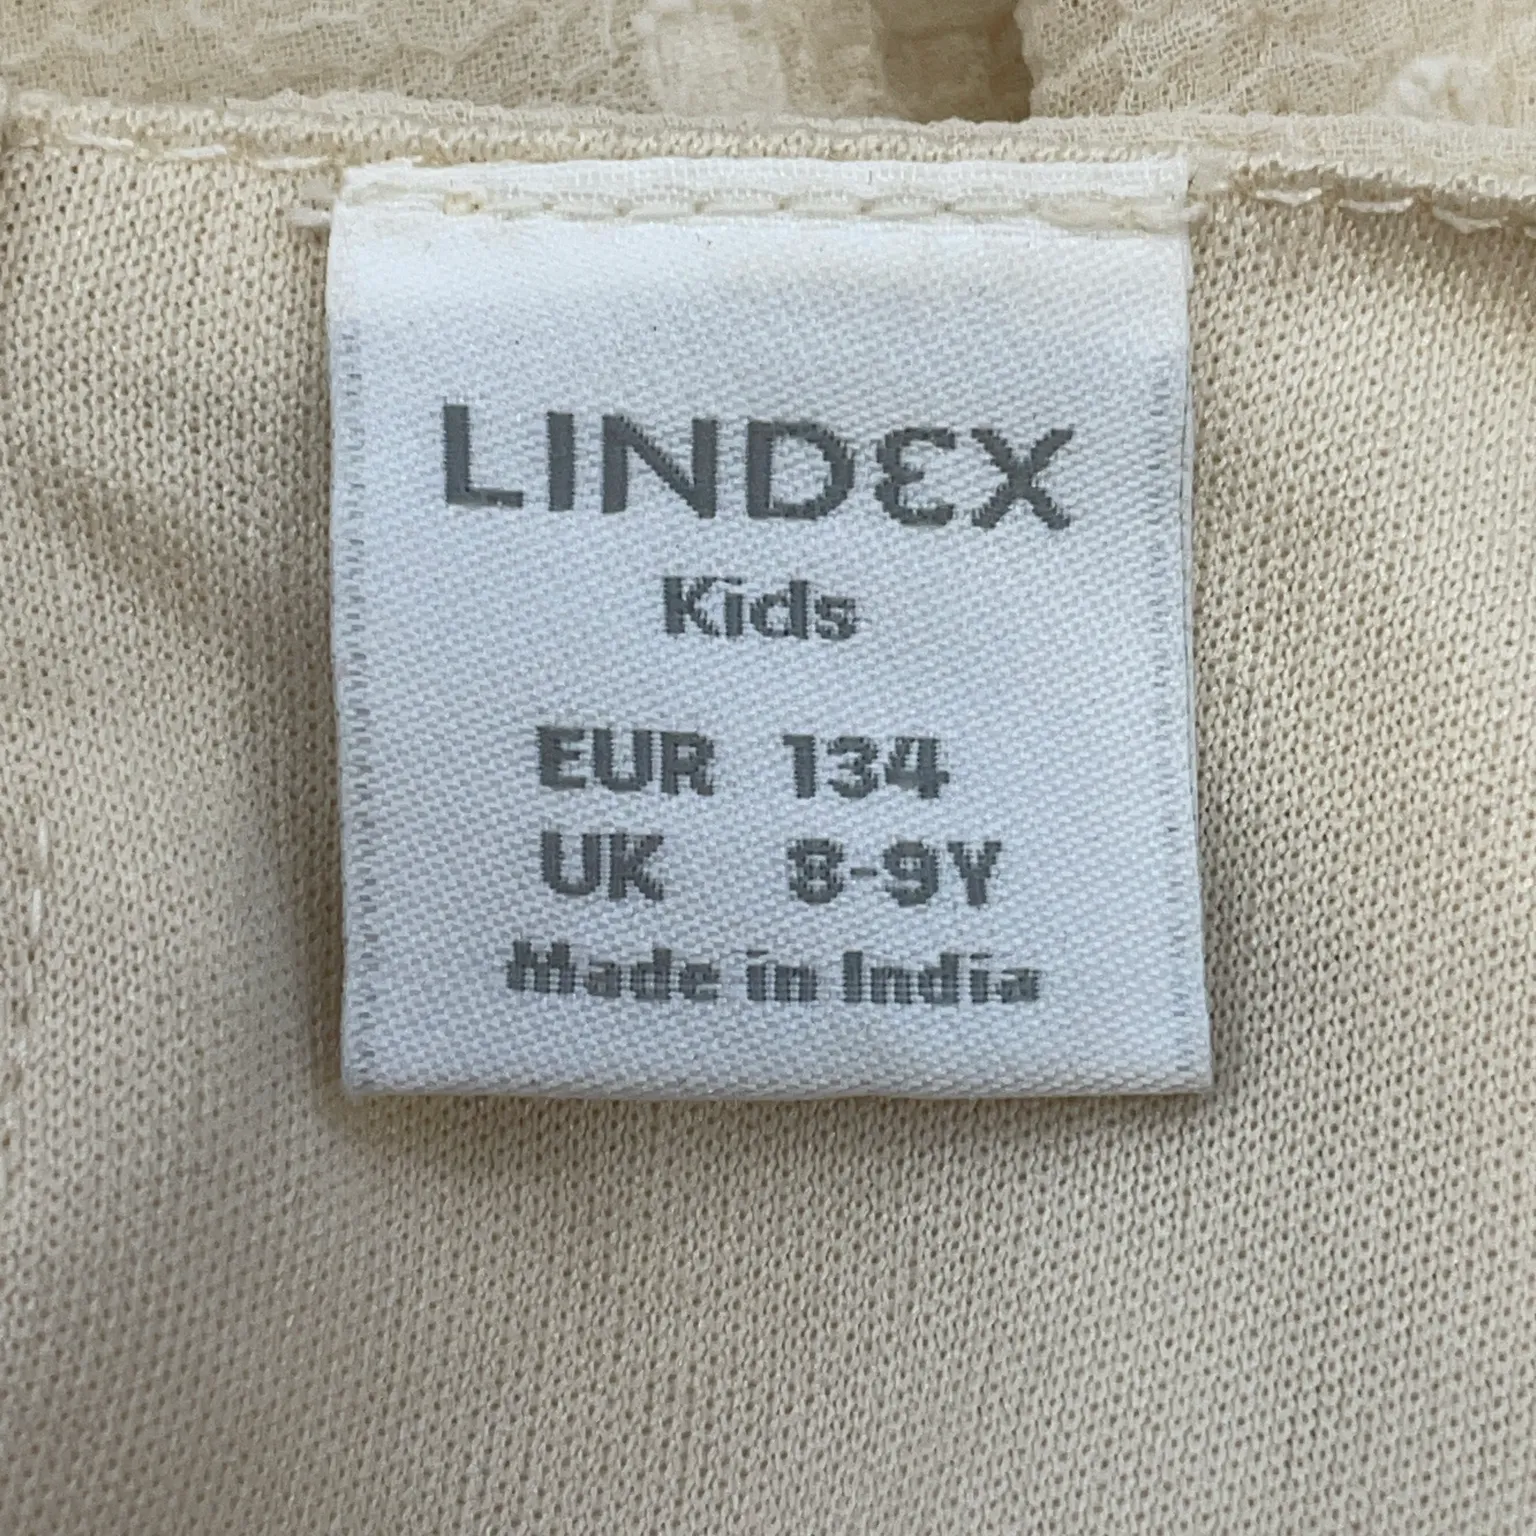 LINDEX
Kids
EUR 134
UK 8-9Y
Made in India